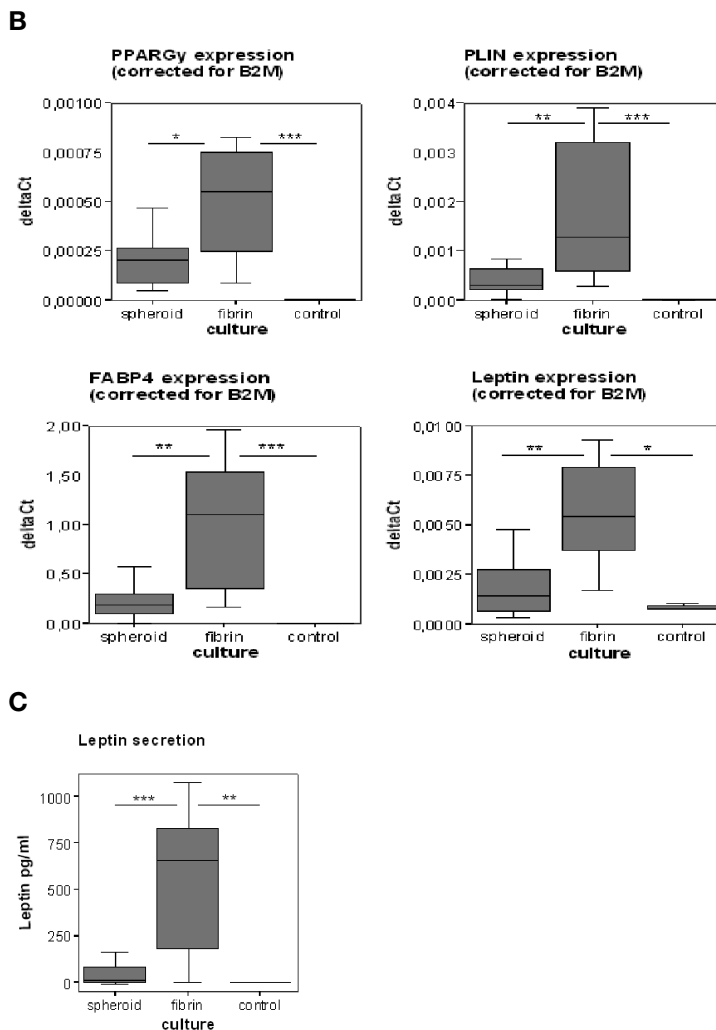 B
PPARGy expression
(corrected for B2M)
0,00100
0,00075
0,00050
0,00025
0,00000
deltaCt
* ***
spheroid fibrin control
culture
PLIN expression
(corrected for B2M)
0,004
0,003
0,002
0,001
0,000
deltaCt
** ***
spheroid fibrin control
culture
FABP4 expression
(corrected for B2M)
2,00
1,50
1,00
0,50
0,00
deltaCt
** ***
spheroid fibrin control
culture
Leptin expression
(corrected for B2M)
0,0100
0,0075
0,0050
0,0025
0,0000
deltaCt
** *
spheroid fibrin control
culture
C
Leptin secretion
1000
750
500
250
0
Leptin pg/ml
*** **
spheroid fibrin control
culture